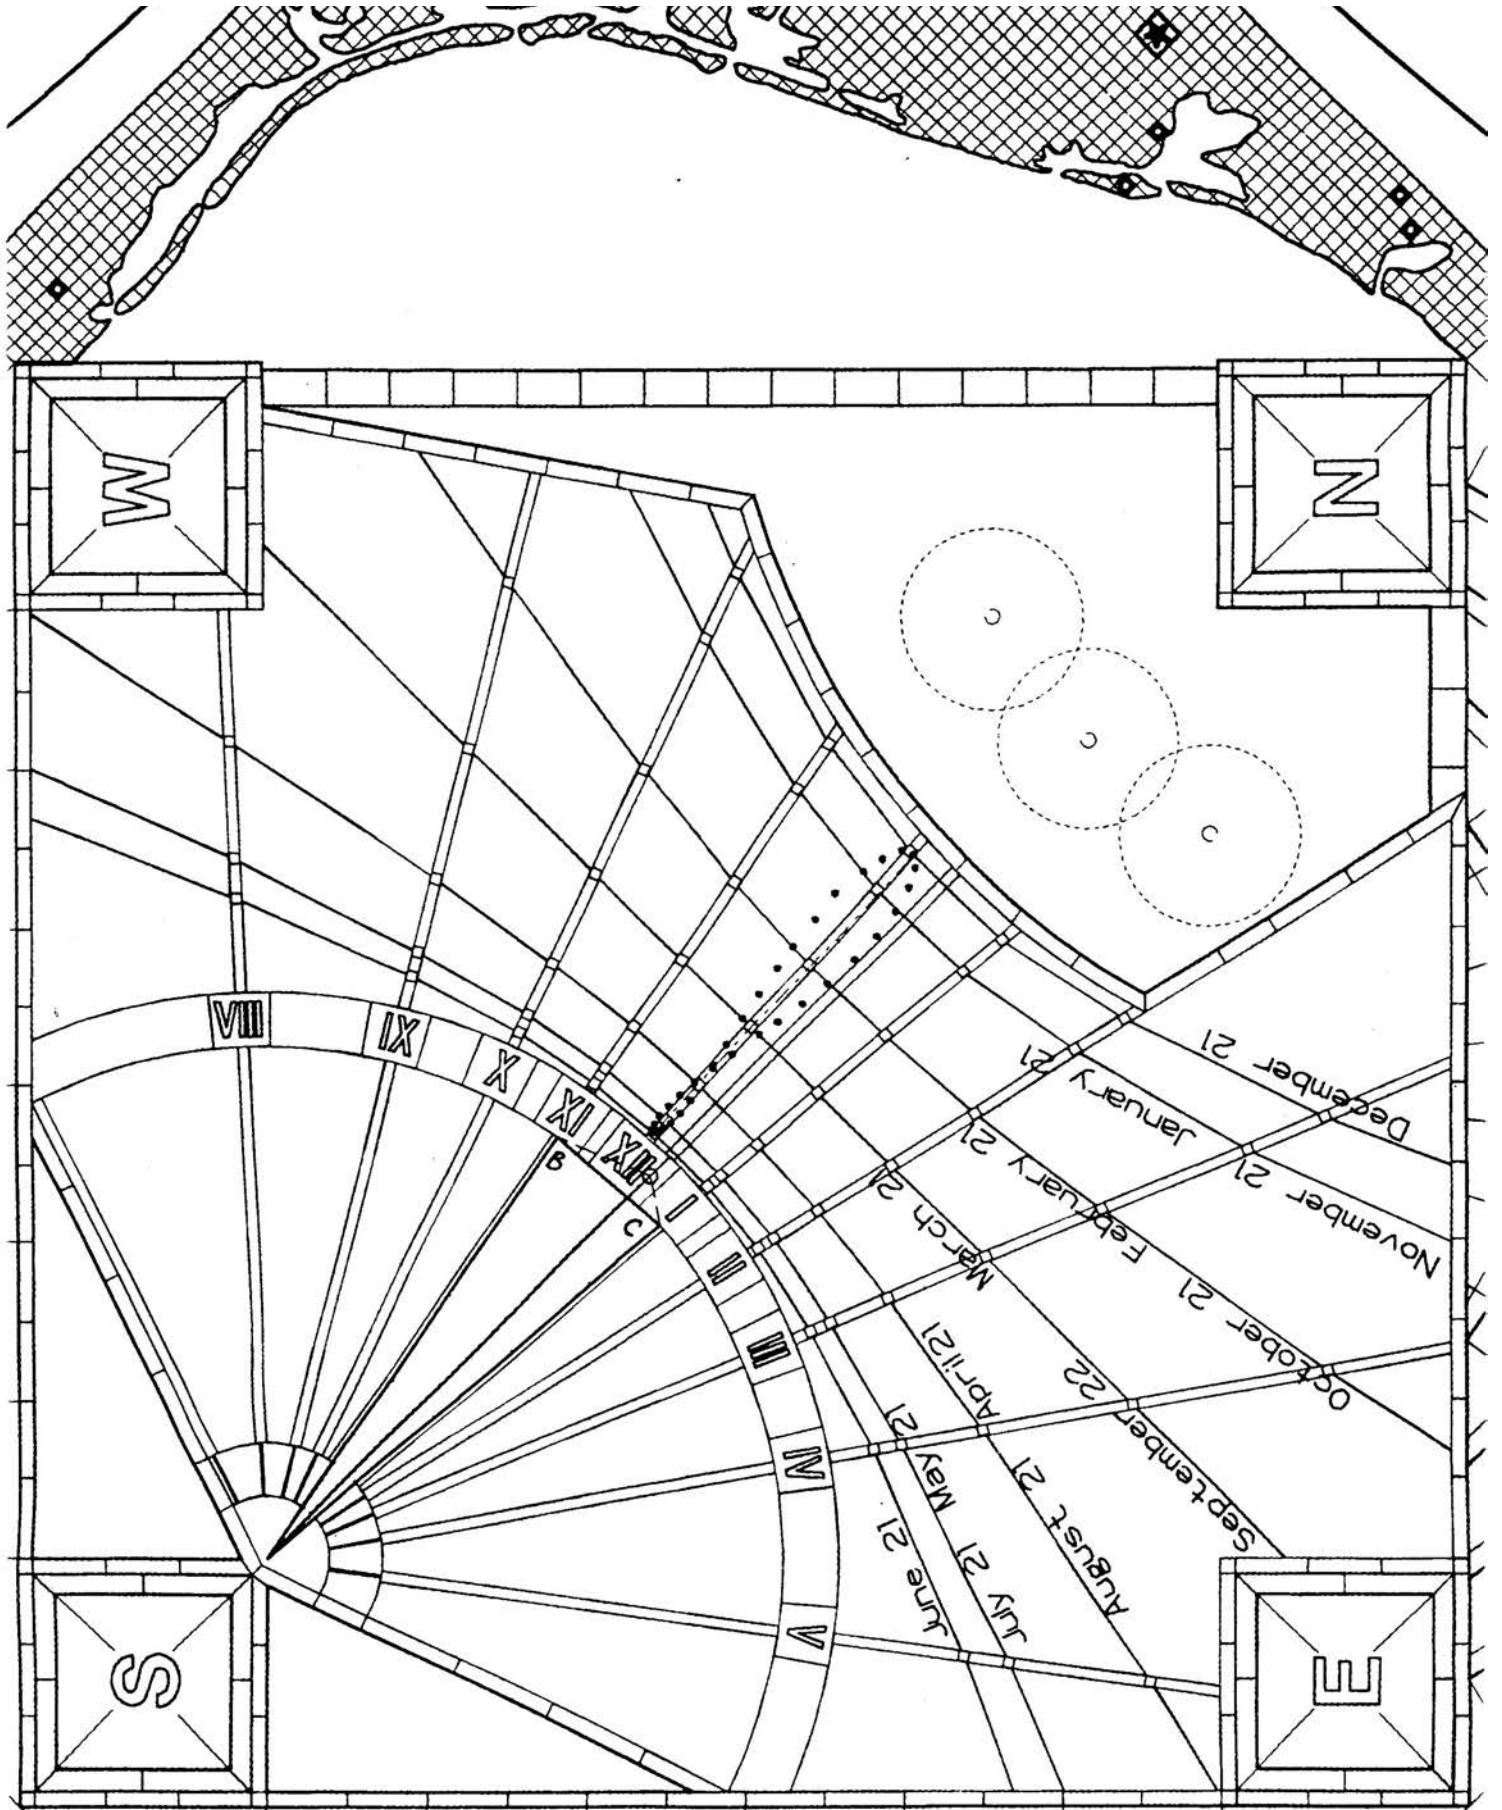 W
N
VIII
IX
X
XI
XII
I
II
III
IV
V
B
C
December 21
January 21
November 21
February 21
March 21
October 21
April 21
September 22
May 21
August 21
June 21
July 21
S
E